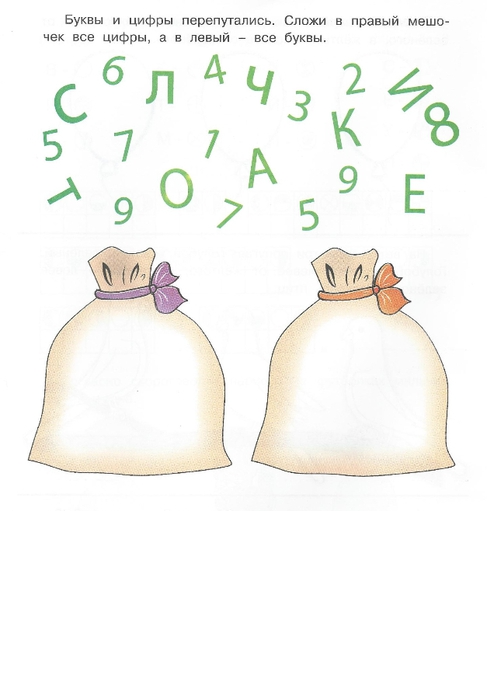 Буквы и цифры перепутались. Сложи в правый мешо-
чек все цифры, а в левый – все буквы.
С 6 Л 4 Ч 3 2 И 8
5 7 1 А К
Т 9 О 7 5 9 Е